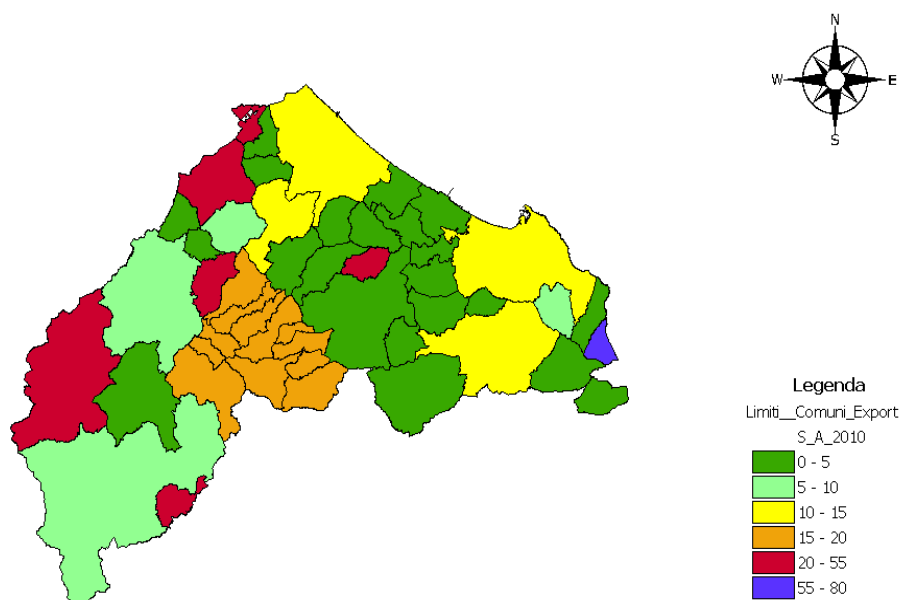 N
W E
S
Legenda
Limiti__Comuni_Export
S_A_2010
0 - 5
5 - 10
10 - 15
15 - 20
20 - 55
55 - 80